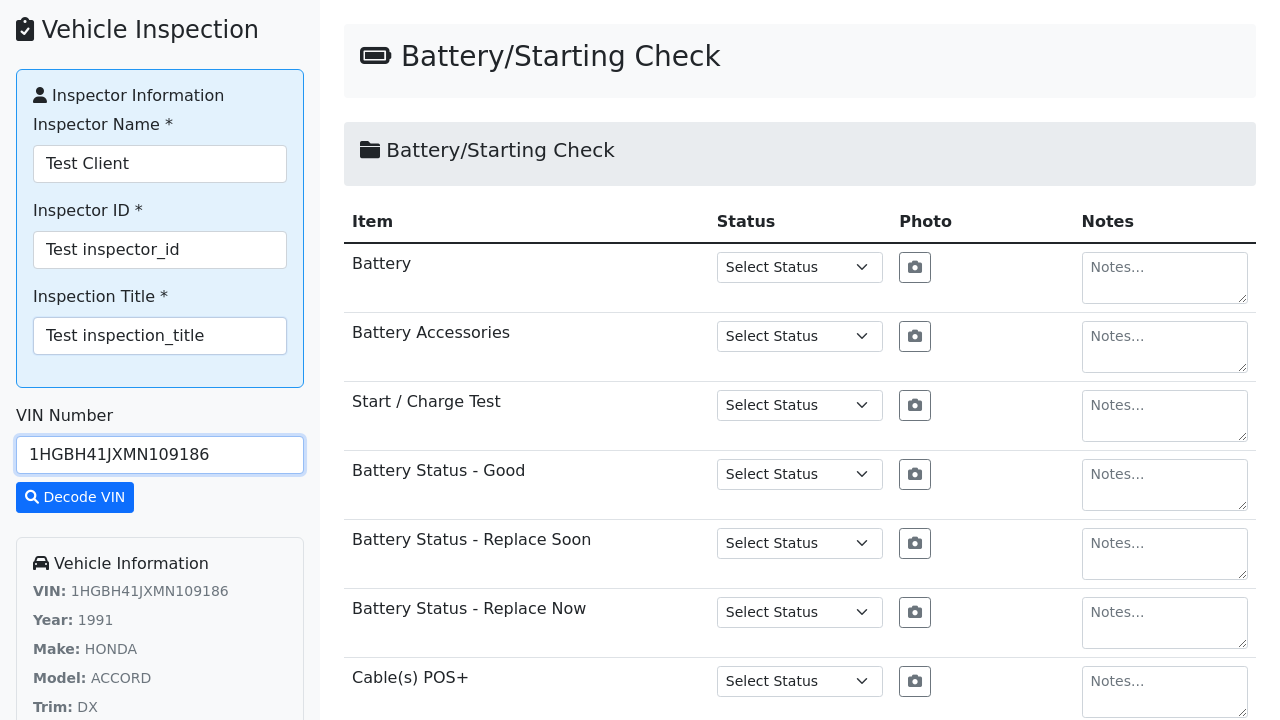 Vehicle Inspection
Inspector Information
Inspector Name *
Test Client
Inspector ID *
Test inspector_id
Inspection Title *
Test inspection_title
VIN Number
1HGBH41JXMN109186
Decode VIN
Vehicle Information
VIN: 1HGBH41JXMN109186
Year: 1991
Make: HONDA
Model: ACCORD
Trim: DX
Battery/Starting Check
Battery/Starting Check
Item Status Photo Notes
Battery Select Status Notes...
Battery Accessories Select Status Notes...
Start / Charge Test Select Status Notes...
Battery Status - Good Select Status Notes...
Battery Status - Replace Soon Select Status Notes...
Battery Status - Replace Now Select Status Notes...
Cable(s) POS+ Select Status Notes...